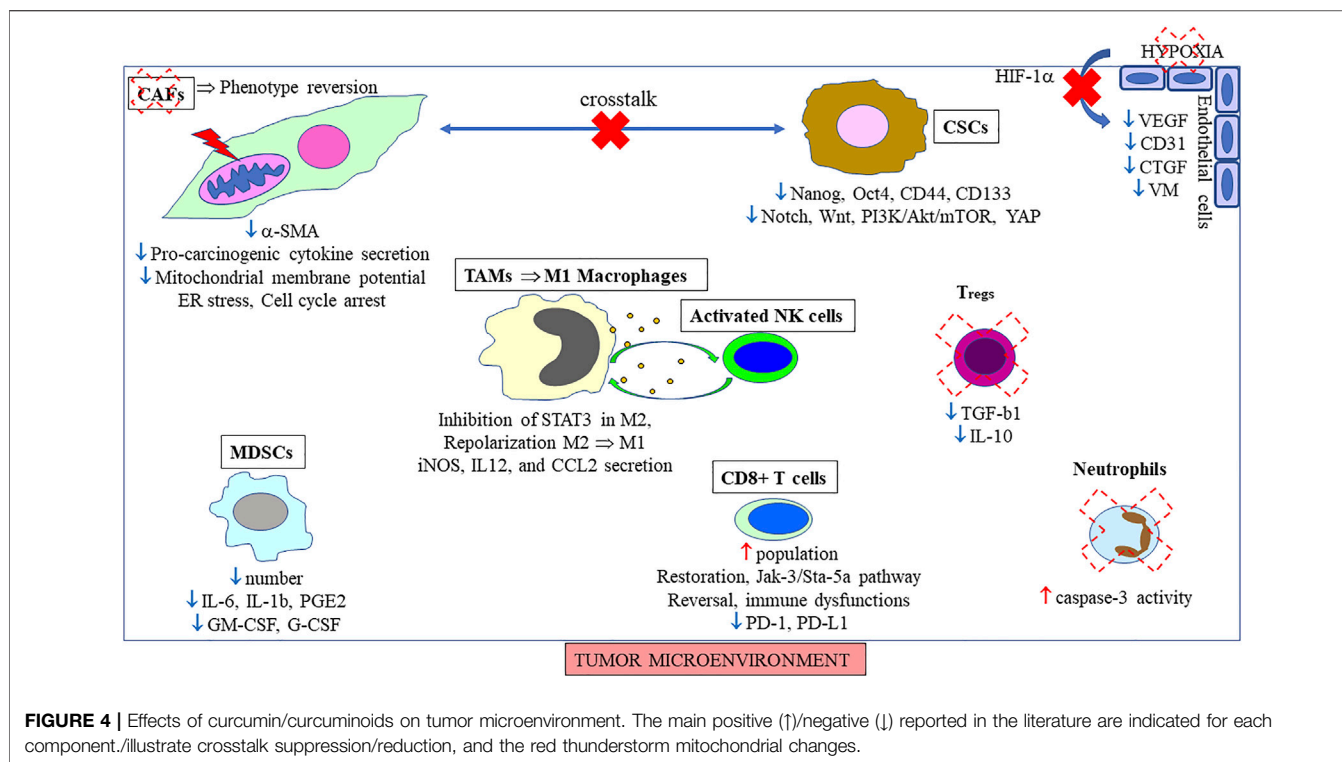 HYPOXIA
HIF-1α
CAFs ⇒ Phenotype reversion
crosstalk
CSCs
Endothelial cells
↓ VEGF
↓ CD31
↓ CTGF
↓ VM
↓ Nanog, Oct4, CD44, CD133
↓ Notch, Wnt, PI3K/Akt/mTOR, YAP
↓ α-SMA
↓ Pro-carcinogenic cytokine secretion
↓ Mitochondrial membrane potential
ER stress, Cell cycle arrest
TAMs ⇒ M1 Macrophages
Activated NK cells
Tregs
↓ TGF-b1
↓ IL-10
Inhibition of STAT3 in M2,
Repolarization M2 ⇒ M1
iNOS, IL12, and CCL2 secretion
MDSCs
↓ number
↓ IL-6, IL-1b, PGE2
↓ GM-CSF, G-CSF
CD8+ T cells
↑ population
Restoration, Jak-3/Sta-5a pathway
Reversal, immune dysfunctions
↓ PD-1, PD-L1
Neutrophils
↑ caspase-3 activity
TUMOR MICROENVIRONMENT
FIGURE 4 | Effects of curcumin/curcuminoids on tumor microenvironment. The main positive (↑)/negative (↓) reported in the literature are indicated for each
component./illustrate crosstalk suppression/reduction, and the red thunderstorm mitochondrial changes.